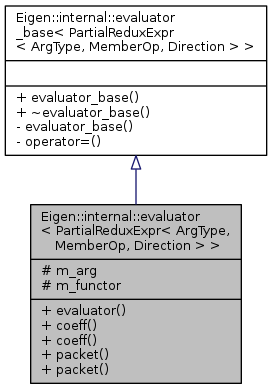 Eigen::internal::evaluator
_base< PartialReduxExpr
< ArgType, MemberOp, Direction > >
+ evaluator_base()
+ ~evaluator_base()
- evaluator_base()
- operator=()
Eigen::internal::evaluator
< PartialReduxExpr< ArgType,
MemberOp, Direction > >
# m_arg
# m_functor
+ evaluator()
+ coeff()
+ coeff()
+ packet()
+ packet()